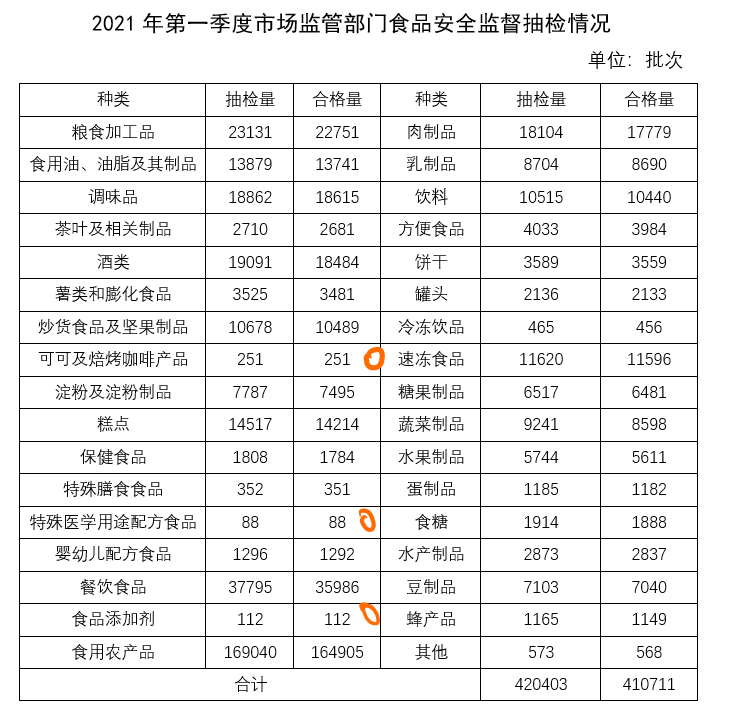 2021 年第一季度市场监管部门食品安全监督抽检情况
单位：批次
种类 抽检量 合格量 种类 抽检量 合格量
粮食加工品 23131 22751 肉制品 18104 17779
食用油、油脂及其制品 13879 13741 乳制品 8704 8690
调味品 18862 18615 饮料 10515 10440
茶叶及相关制品 2710 2681 方便食品 4033 3984
酒类 19091 18484 饼干 3589 3559
薯类和膨化食品 3525 3481 罐头 2136 2133
炒货食品及坚果制品 10678 10489 冷冻饮品 465 456
可可及焙烤咖啡产品 251 251 速冻食品 11620 11596
淀粉及淀粉制品 7787 7495 糖果制品 6517 6481
糕点 14517 14214 蔬菜制品 9241 8598
保健食品 1808 1784 水果制品 5744 5611
特殊膳食食品 352 351 蛋制品 1185 1182
特殊医学用途配方食品 88 88 食糖 1914 1888
婴幼儿配方食品 1296 1292 水产制品 2873 2837
餐饮食品 37795 35986 豆制品 7103 7040
食品添加剂 112 112 蜂产品 1165 1149
食用农产品 169040 164905 其他 573 568
合计 420403 410711